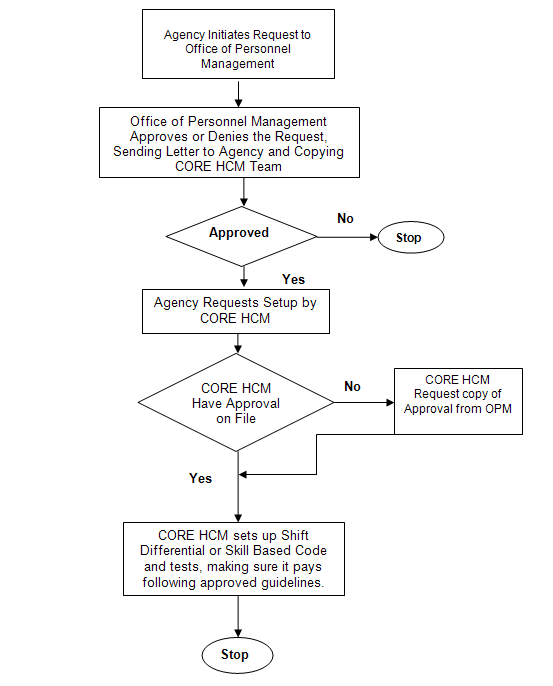 Agency Initiates Request to
Office of Personnel
Management
Office of Personnel Management
Approves or Denies the Request,
Sending Letter to Agency and Copying
CORE HCM Team
Approved
No
Stop
Yes
Agency Requests Setup by
CORE HCM
CORE HCM
Have Approval
on File
No
CORE HCM
Request copy of
Approval from OPM
Yes
CORE HCM sets up Shift
Differential or Skill Based Code
and tests, making sure it pays
following approved guidelines.
Stop